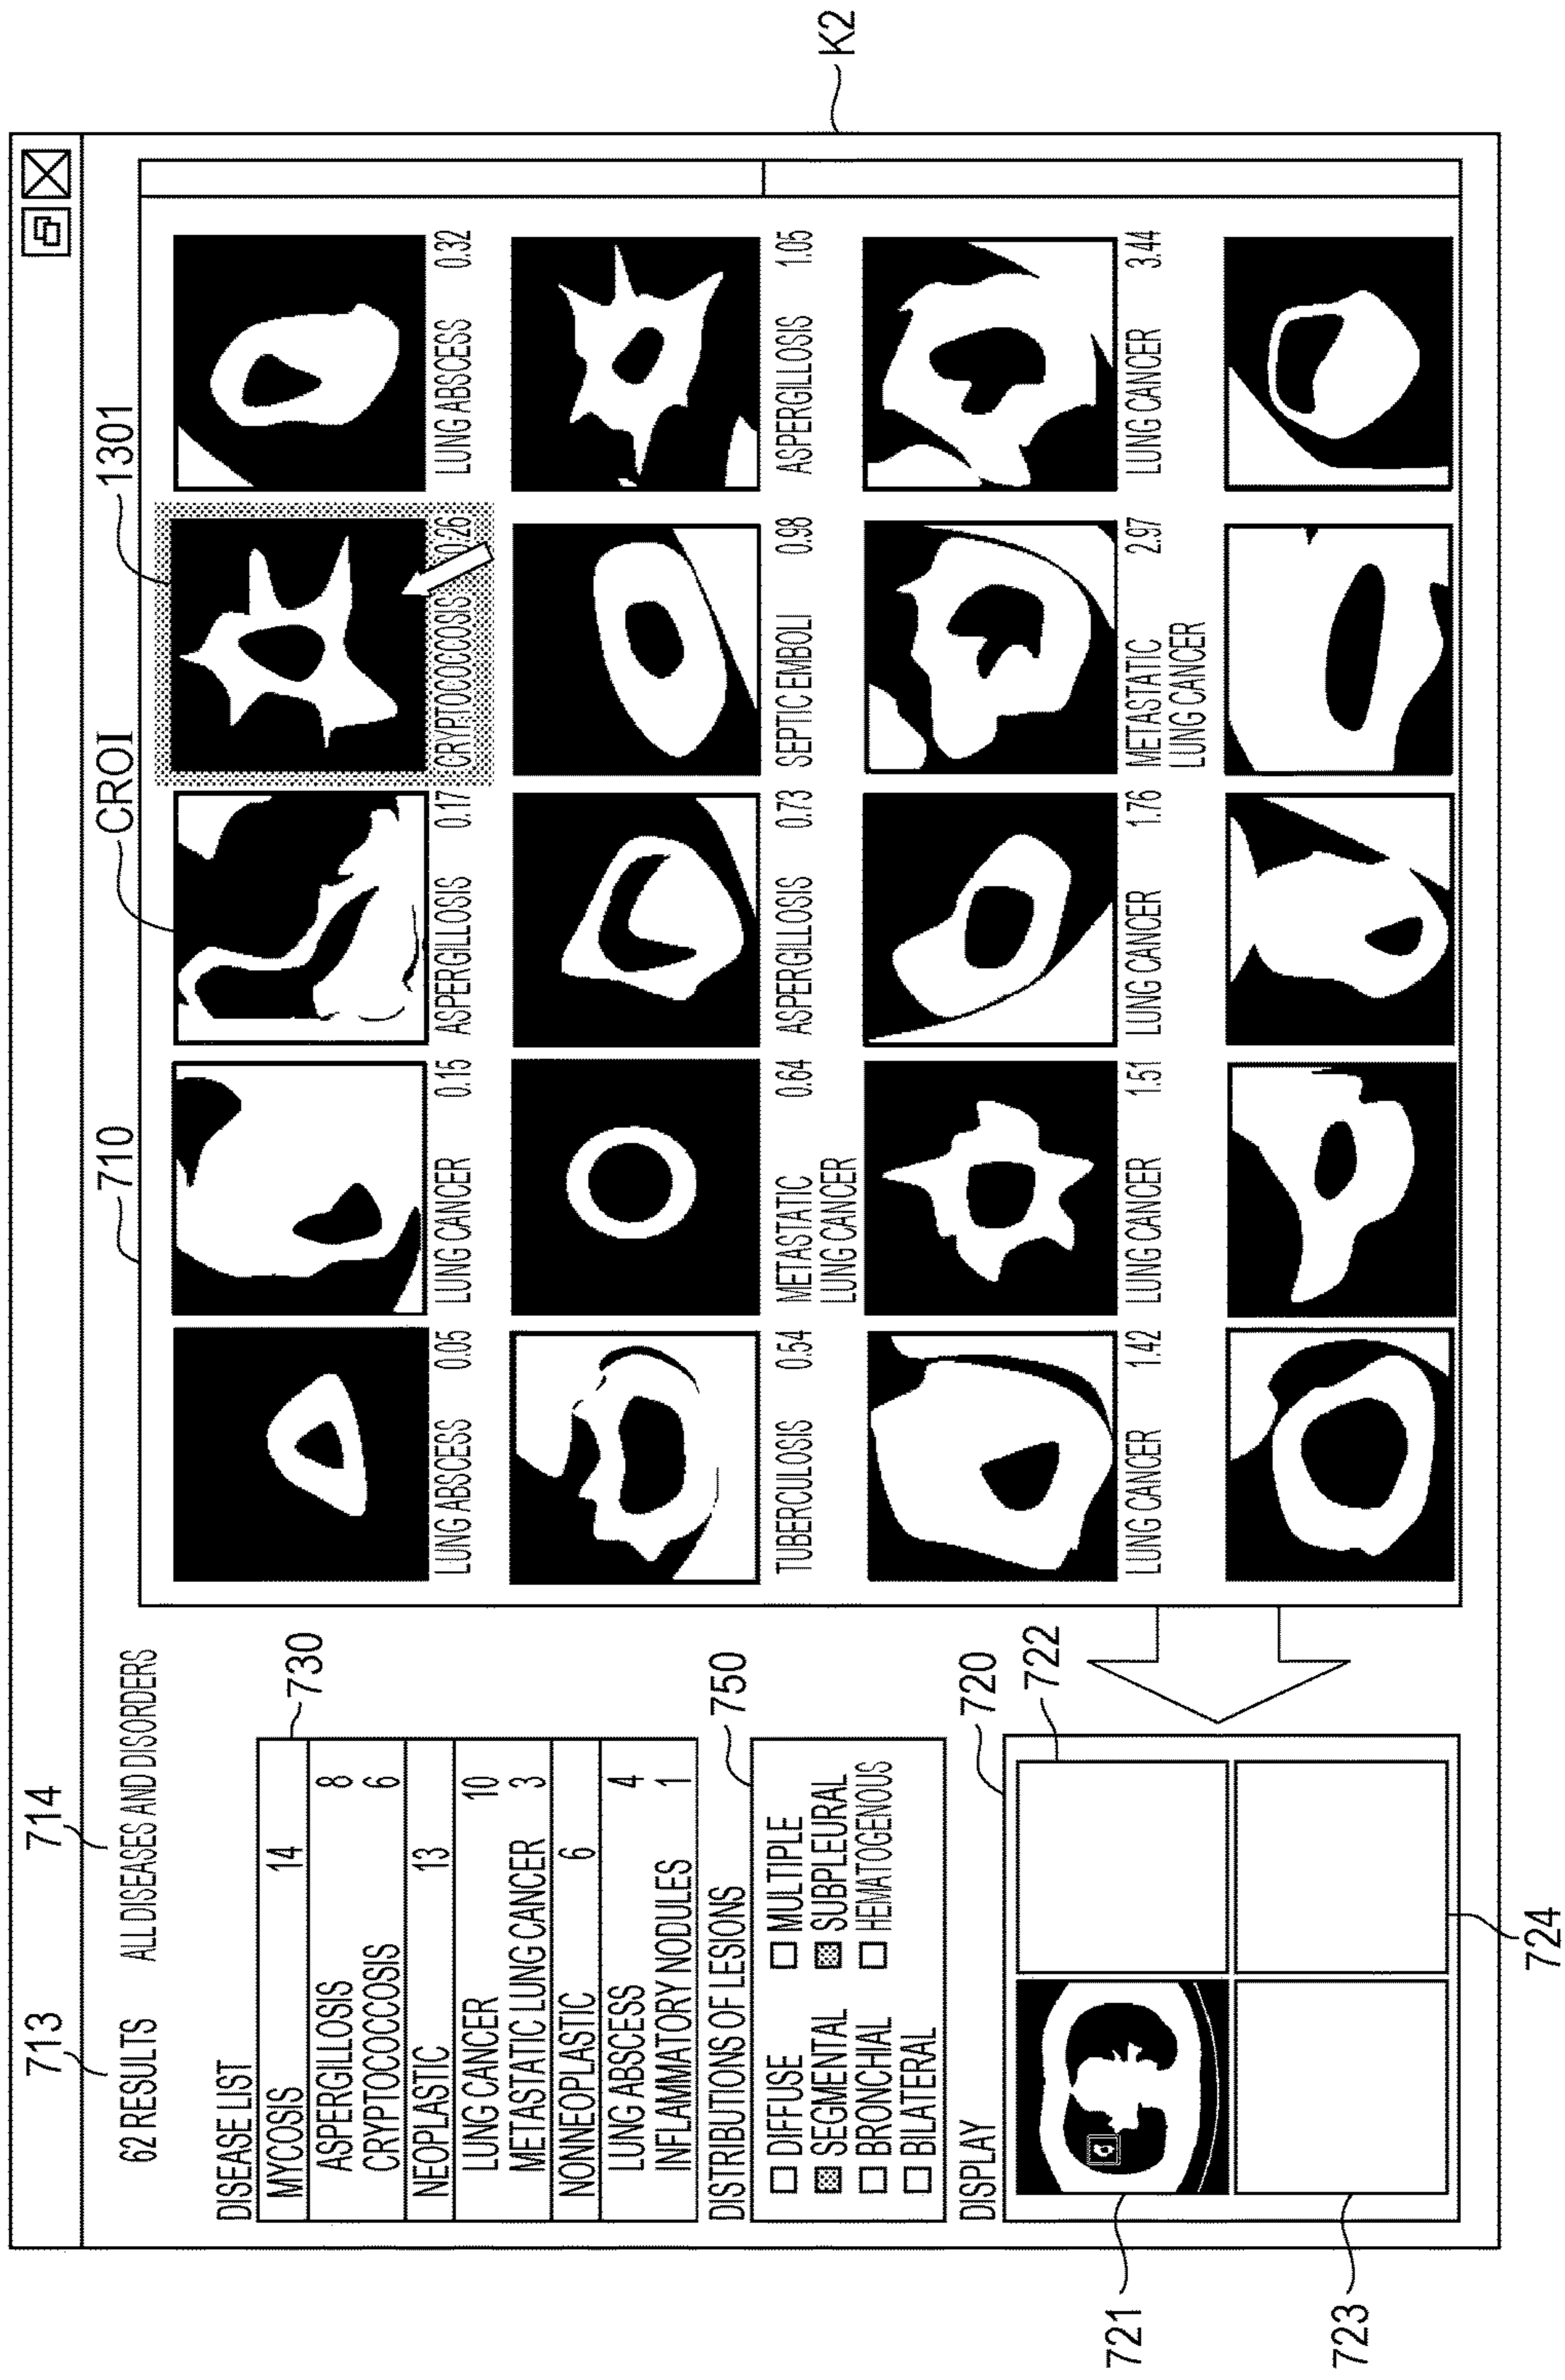 713
714
710
CROI
1301
K2
62 RESULTS
ALL DISEASES AND DISORDERS
DISEASE LIST
730
MYCOSIS 14
ASPERGILLOSIS 8
CRYPTOCOCCOSIS 6
NEOPLASTIC 13
LUNG CANCER 10
METASTATIC LUNG CANCER 3
NONNEOPLASTIC 6
LUNG ABSCESS 4
INFLAMMATORY NODULES 1
DISTRIBUTIONS OF LESIONS
750
DIFFUSE MULTIPLE
SEGMENTAL SUBPLEURAL
BRONCHIAL HEMATOGENOUS
BILATERAL
DISPLAY
720
722
721
723
724
LUNG ABSCESS 0.05
LUNG CANCER 0.15
ASPERGILLOSIS 0.17
CRYPTOCOCCOSIS 0.26
LUNG ABSCESS 0.32
TUBERCULOSIS 0.54
METASTATIC 0.64
LUNG CANCER
ASPERGILLOSIS 0.73
SEPTIC EMBOLI 0.98
ASPERGILLOSIS 1.05
LUNG CANCER 1.42
LUNG CANCER 1.51
LUNG CANCER 1.76
METASTATIC 2.97
LUNG CANCER
LUNG CANCER 3.44